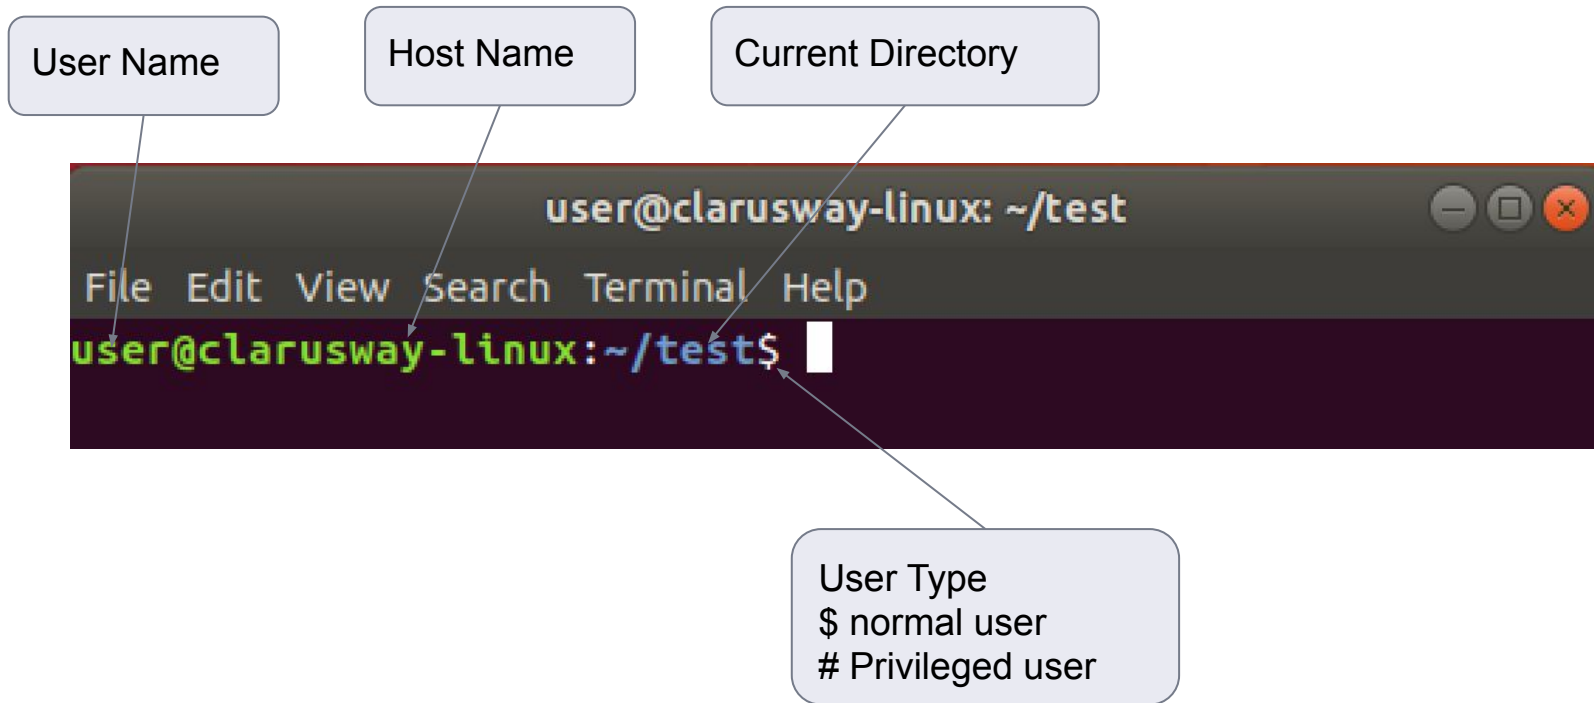 User Name
Host Name
Current Directory
user@clarusway-linux: ~/test
File Edit View Search Terminal Help
user@clarusway-linux:~/test$
User Type
$ normal user
# Privileged user